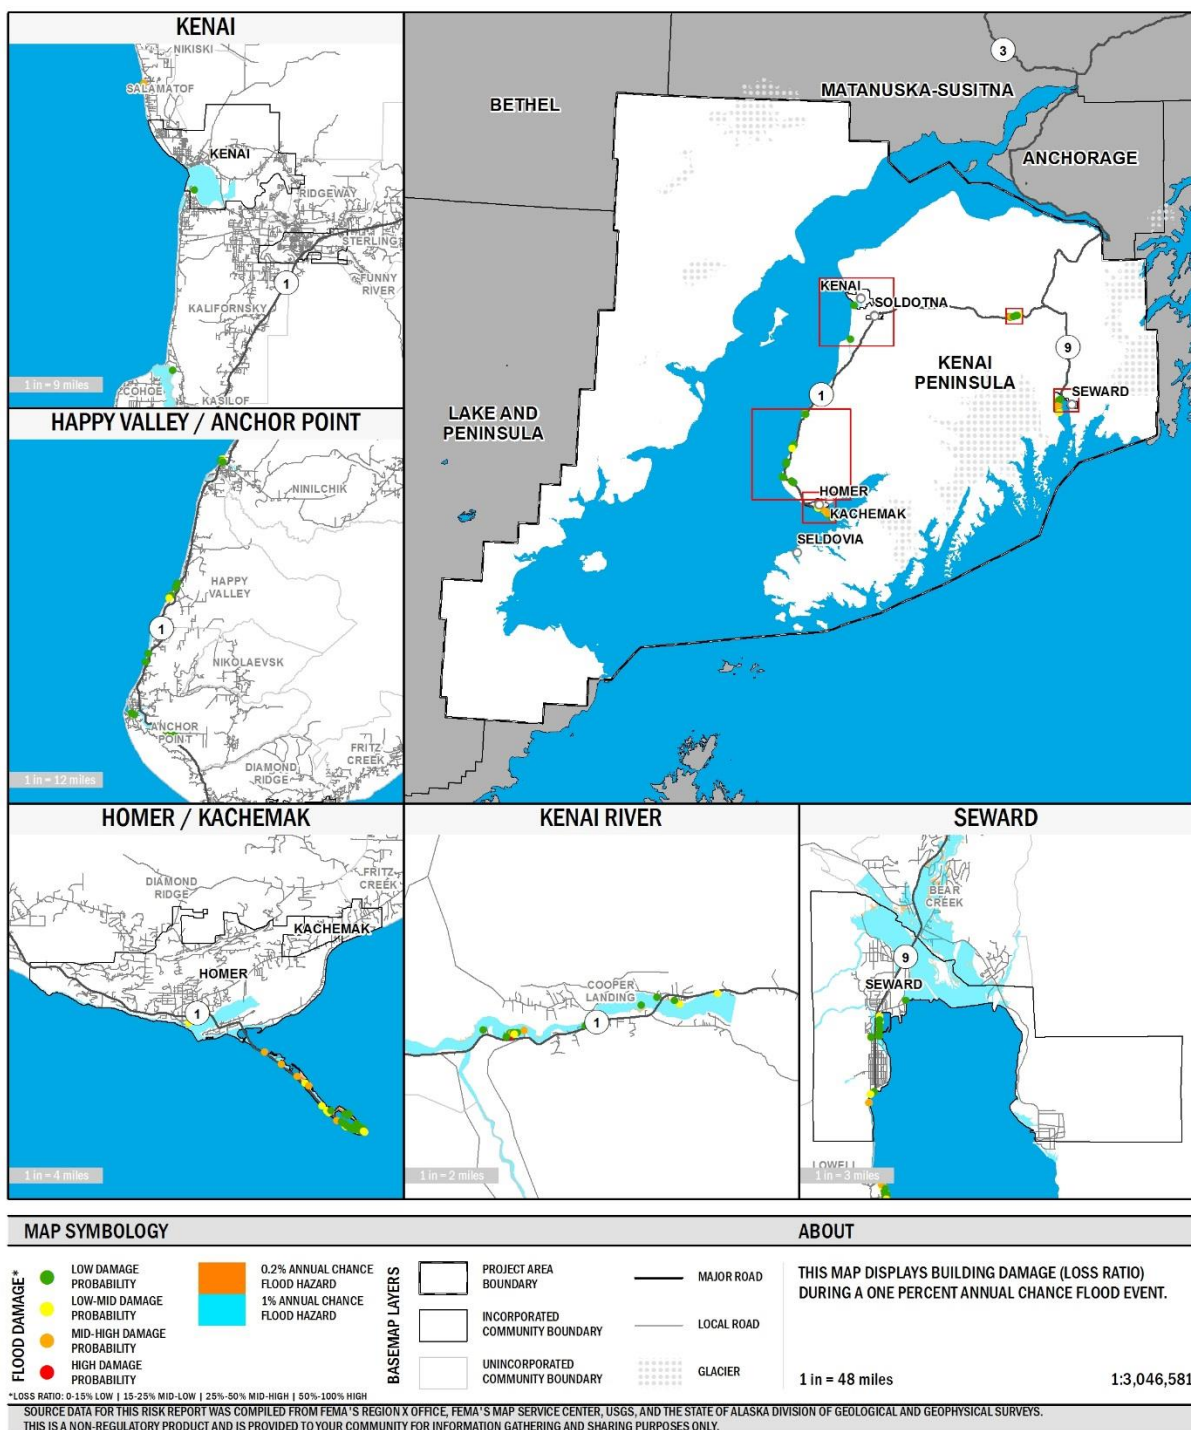 KENAI
NIKISKI
SALAMATOF
KENAI
RIDGEWAY
STERLING
FUNNY
RIVER
1
KALIFORNSKY
1 in = 9 miles
COHOE
KASILOF
BETHEL
3
MATANUSKA-SUSITNA
ANCHORAGE
KENAI
SOLDOTNA
9
KENAI
PENINSULA
1
SEWARD
LAKE AND
PENINSULA
HOMER
KACHEMAK
SELDOVIA
HAPPY VALLEY / ANCHOR POINT
NINILCHIK
HAPPY
VALLEY
1
NIKOLAEVSK
ANCHOR
POINT
FRITZ
CREEK
DIAMOND
RIDGE
1 in = 12 miles
HOMER / KACHEMAK
DIAMOND
RIDGE
FRITZ
CREEK
KACHEMAK
HOMER
1
1 in = 4 miles
KENAI RIVER
COOPER
LANDING
1
1 in = 2 miles
SEWARD
BEAR
CREEK
9
SEWARD
LOWELL
1 in = 3 miles
MAP SYMBOLOGY
FLOOD DAMAGE*
LOW DAMAGE
PROBABILITY
LOW-MID DAMAGE
PROBABILITY
MID-HIGH DAMAGE
PROBABILITY
HIGH DAMAGE
PROBABILITY
0.2% ANNUAL CHANCE
FLOOD HAZARD
1% ANNUAL CHANCE
FLOOD HAZARD
BASEMAP LAYERS
PROJECT AREA
BOUNDARY
INCORPORATED
COMMUNITY BOUNDARY
UNINCORPORATED
COMMUNITY BOUNDARY
MAJOR ROAD
LOCAL ROAD
GLACIER
ABOUT
THIS MAP DISPLAYS BUILDING DAMAGE (LOSS RATIO)
DURING A ONE PERCENT ANNUAL CHANCE FLOOD EVENT.
1 in = 48 miles
1:3,046,581
*LOSS RATIO: 0-15% LOW | 15-25% MID-LOW | 25%-50% MID-HIGH | 50%-100% HIGH
SOURCE DATA FOR THIS RISK REPORT WAS COMPILED FROM FEMA'S REGION X OFFICE, FEMA'S MAP SERVICE CENTER, USGS, AND THE STATE OF ALASKA DIVISION OF GEOLOGICAL AND GEOPHYSICAL SURVEYS.
THIS IS A NON-REGULATORY PRODUCT AND IS PROVIDED TO YOUR COMMUNITY FOR INFORMATION GATHERING AND SHARING PURPOSES ONLY.